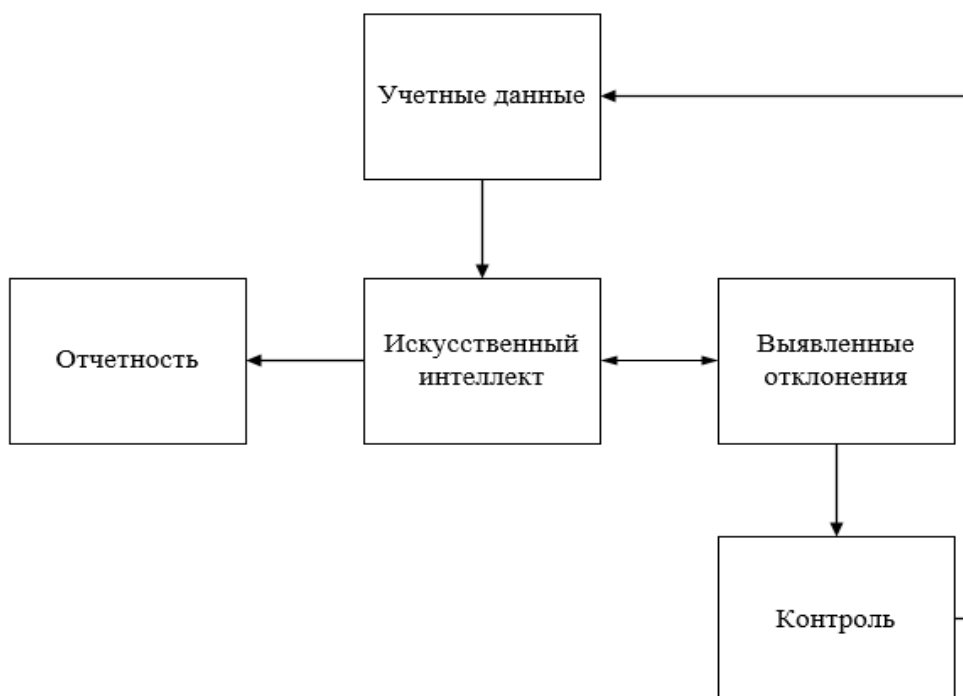 Учетные данные
Отчетность
Искусственный
интеллект
Выявленные
отклонения
Контроль